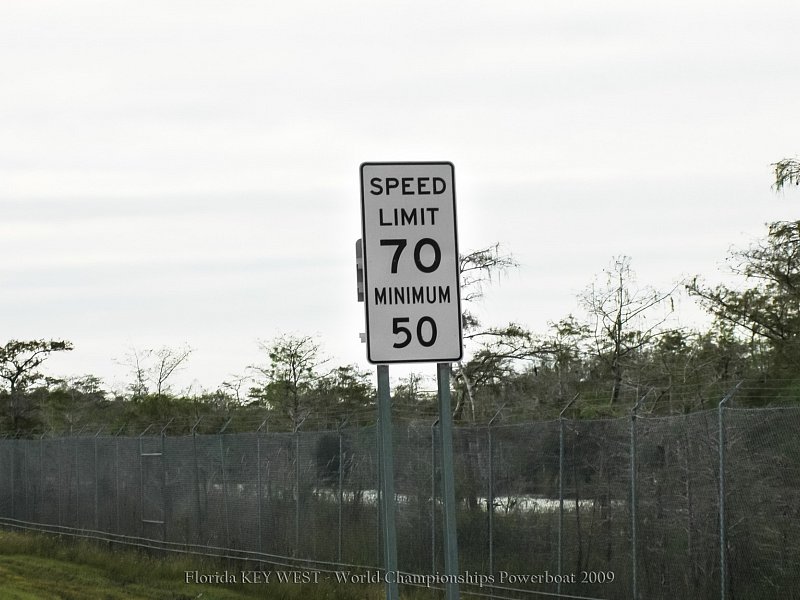 SPEED
LIMIT
70
MINIMUM
50
Florida KEY WEST - World Championships Powerboat 2009